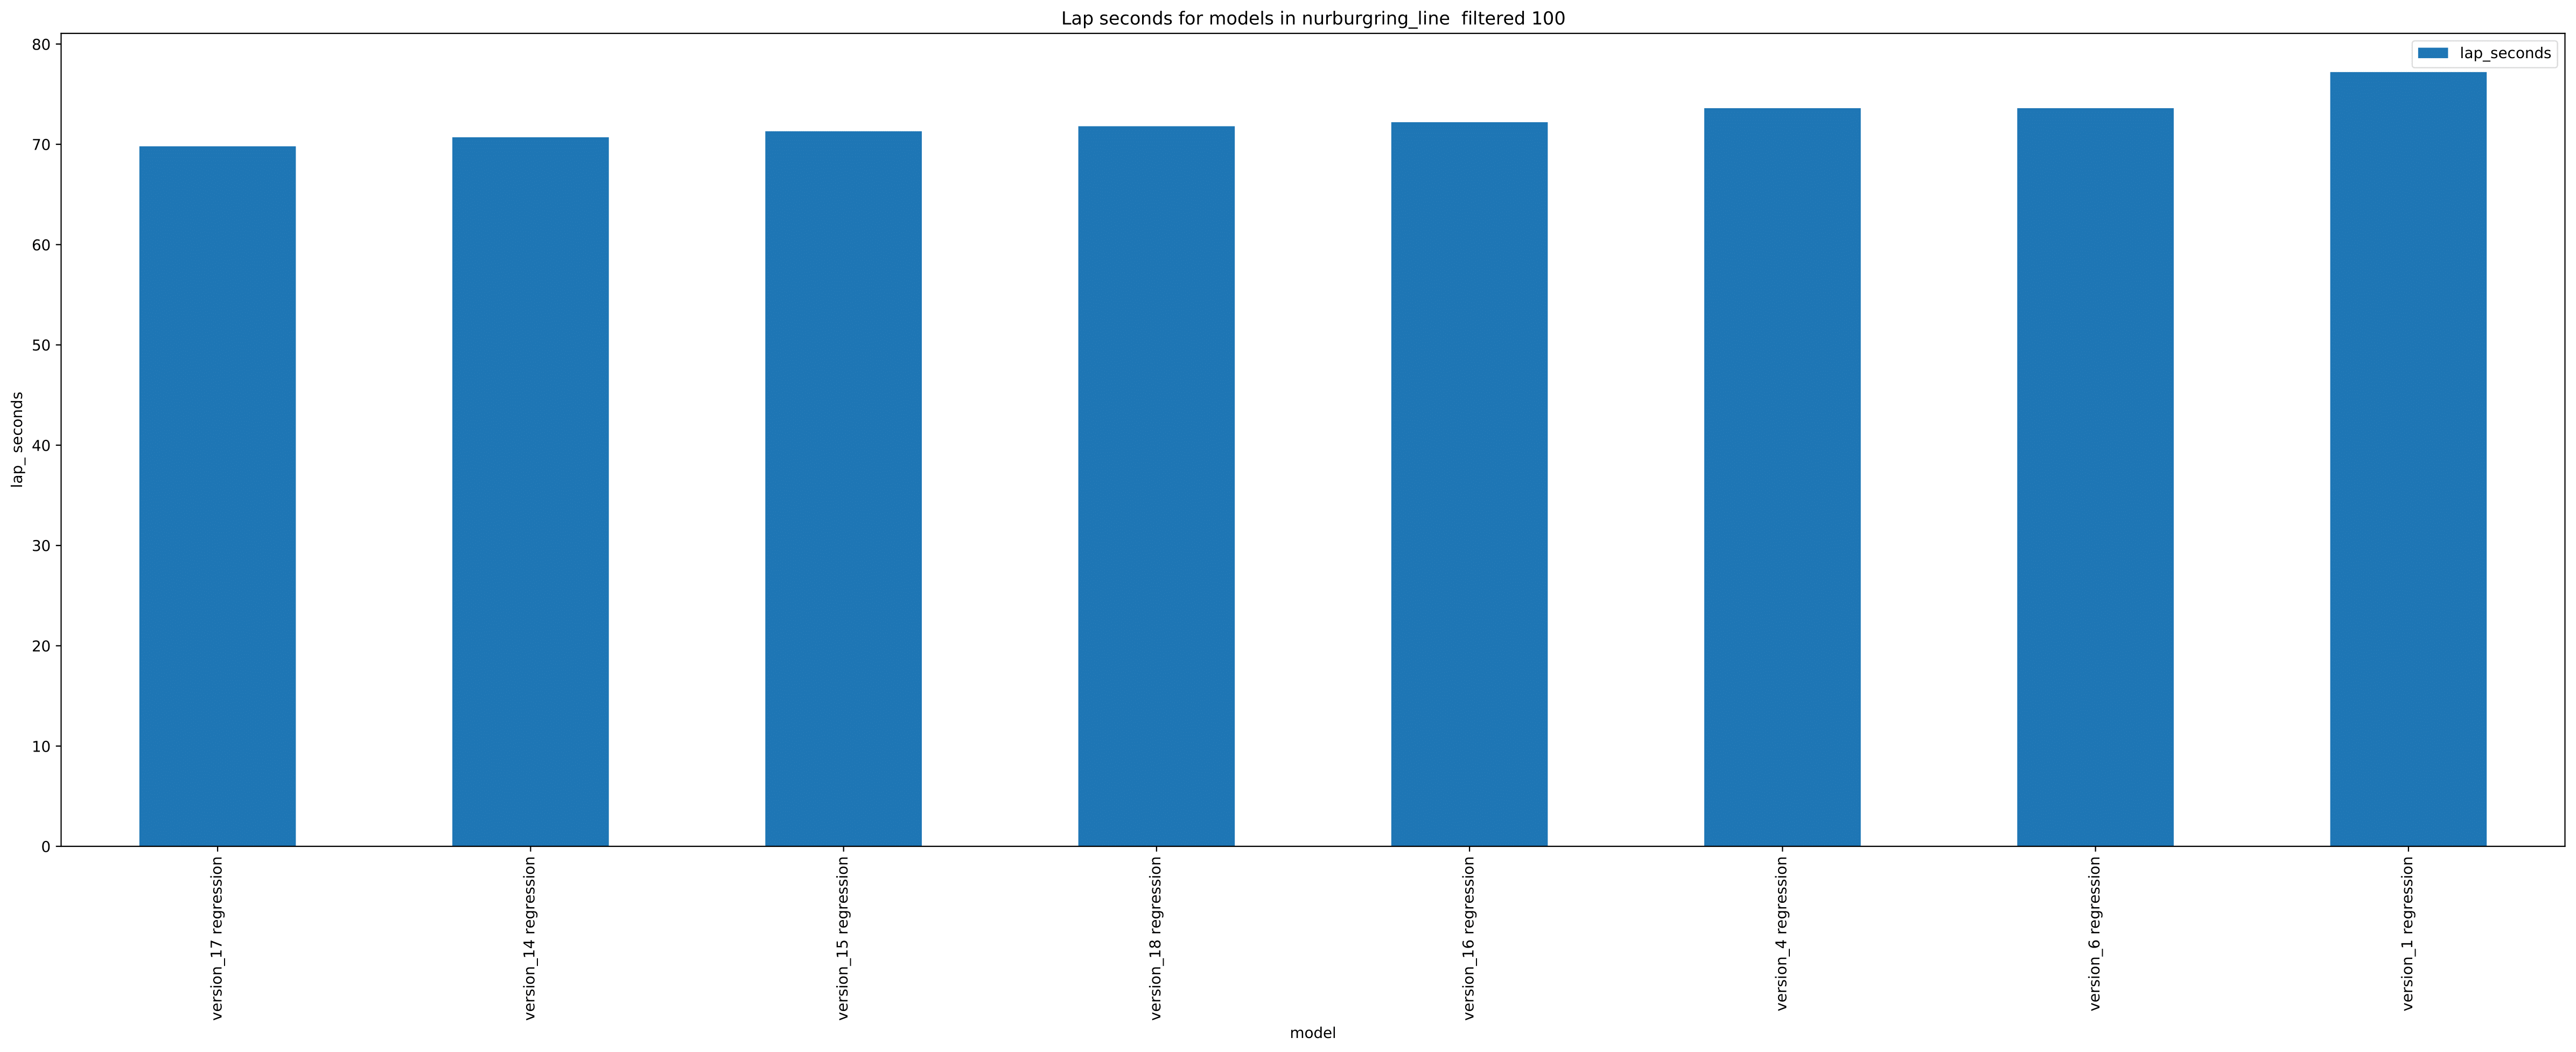 Lap seconds for models in nurburgring_line  filtered 100
lap_seconds
lap_ seconds
80
70
60
50
40
30
20
10
0
version_17 regression
version_14 regression
version_15 regression
version_18 regression
version_16 regression
version_4 regression
version_6 regression
version_1 regression
model